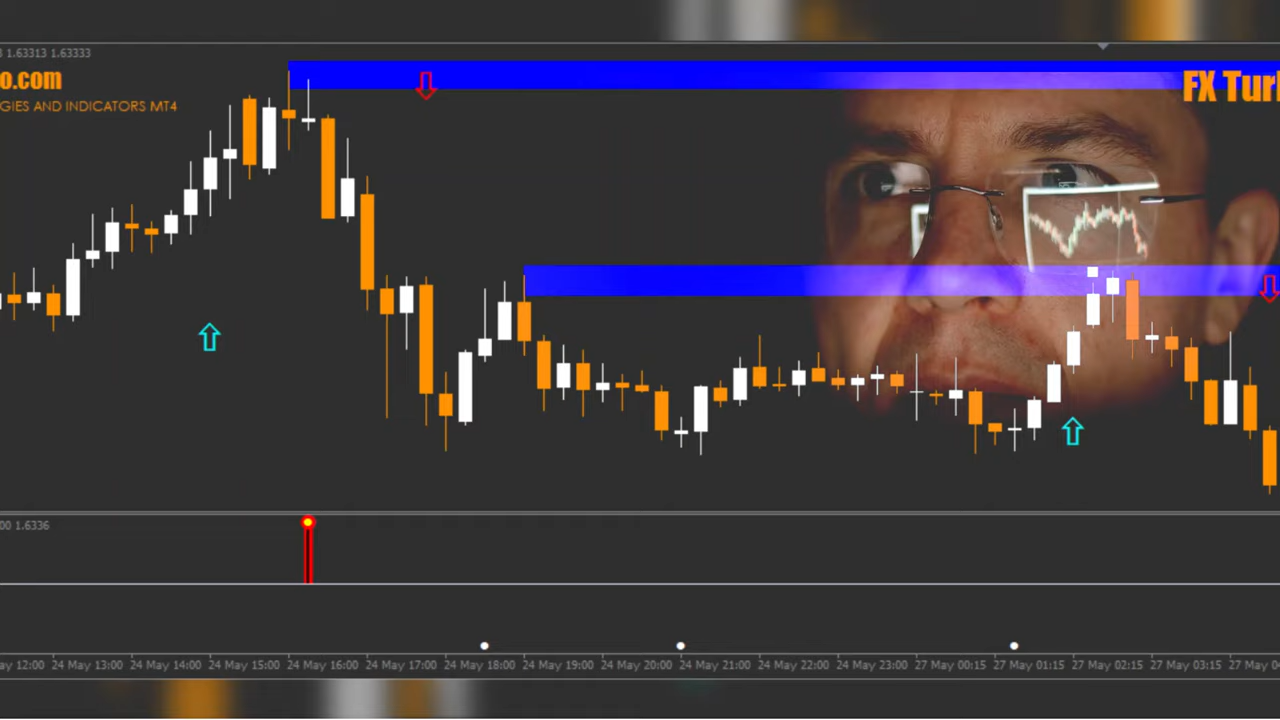 3 1.63313 1.63333
o.com
FX Turl
GIES AND INDICATORS MT4
00 1.6336
ay 12:00 24 May 13:00 24 May 14:00 24 May 15:00 24 May 16:00 24 May 17:00 24 May 18:00 24 May 19:00 24 May 20:00 24 May 21:00 24 May 22:00 24 May 23:00 27 May 00:15 27 May 01:15 27 May 02:15 27 May 03:15 27 May 04